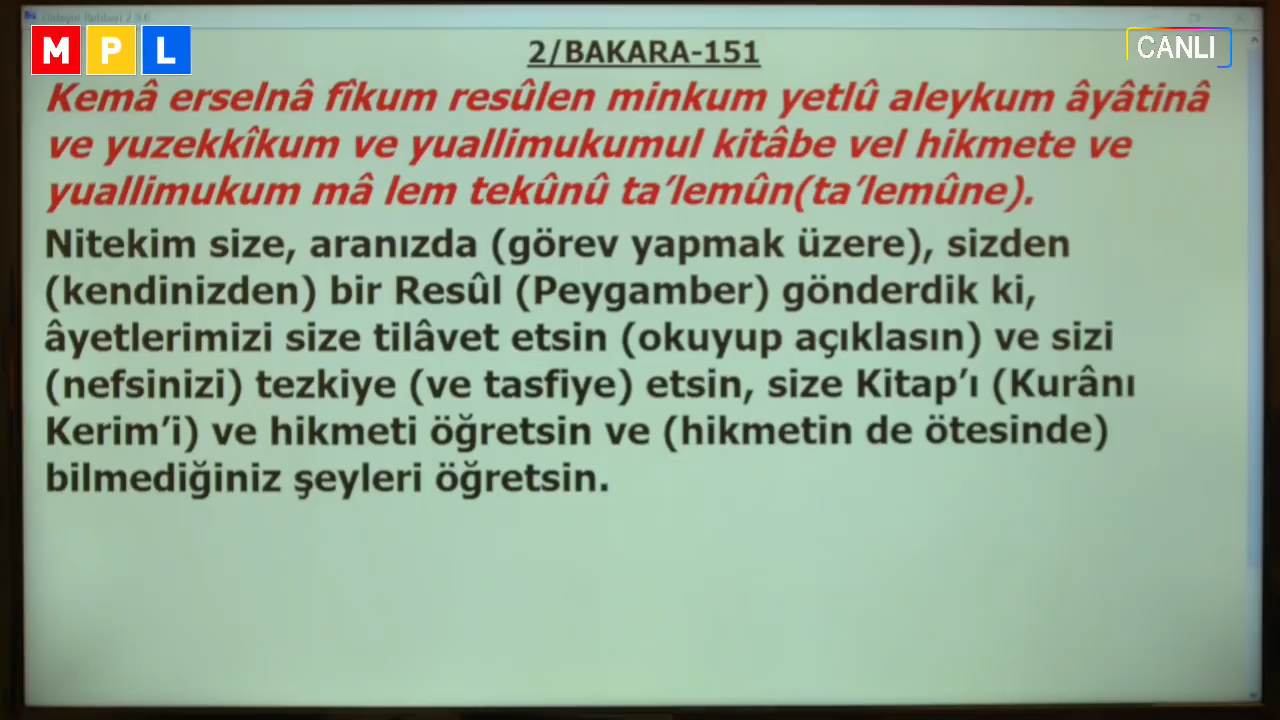 MPL
CANLI
2/BAKARA-151
Kemâ erselnâ fîkum resûlen minkum yetlû aleykum âyâtinâ
ve yuzekkîkum ve yuallimukumul kitâbe vel hikmete ve
yuallimukum mâ lem tekûnû ta’lemûn(ta’lemûne).
Nitekim size, aranızda (görev yapmak üzere), sizden
(kendinizden) bir Resûl (Peygamber) gönderdik ki,
âyetlerimizi size tilâvet etsin (okuyup açıklasın) ve sizi
(nefsinizi) tezkiye (ve tasfiye) etsin, size Kitap’ı (Kurânı
Kerim’i) ve hikmeti öğretsin ve (hikmetin de ötesinde)
bilmediğiniz şeyleri öğretsin.